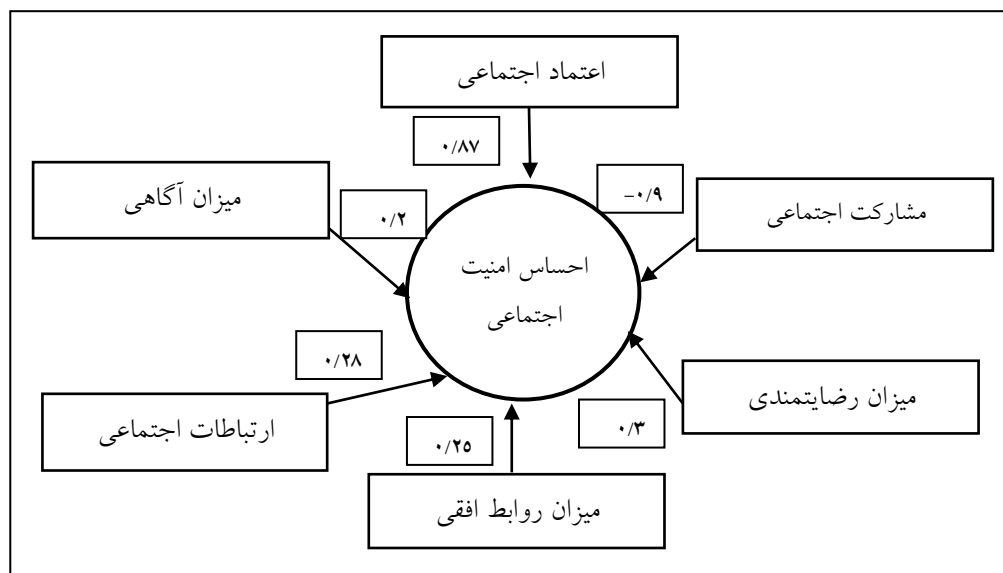 اعتماد اجتماعی
۰/۸۷
−۰/۹
مشارکت اجتماعی
میزان آگاهی
۰/۲
احساس امنیت
اجتماعی
۰/۲۸
میزان رضایتمندی
ارتباطات اجتماعی
۰/۳
۰/۲۵
میزان روابط افقی